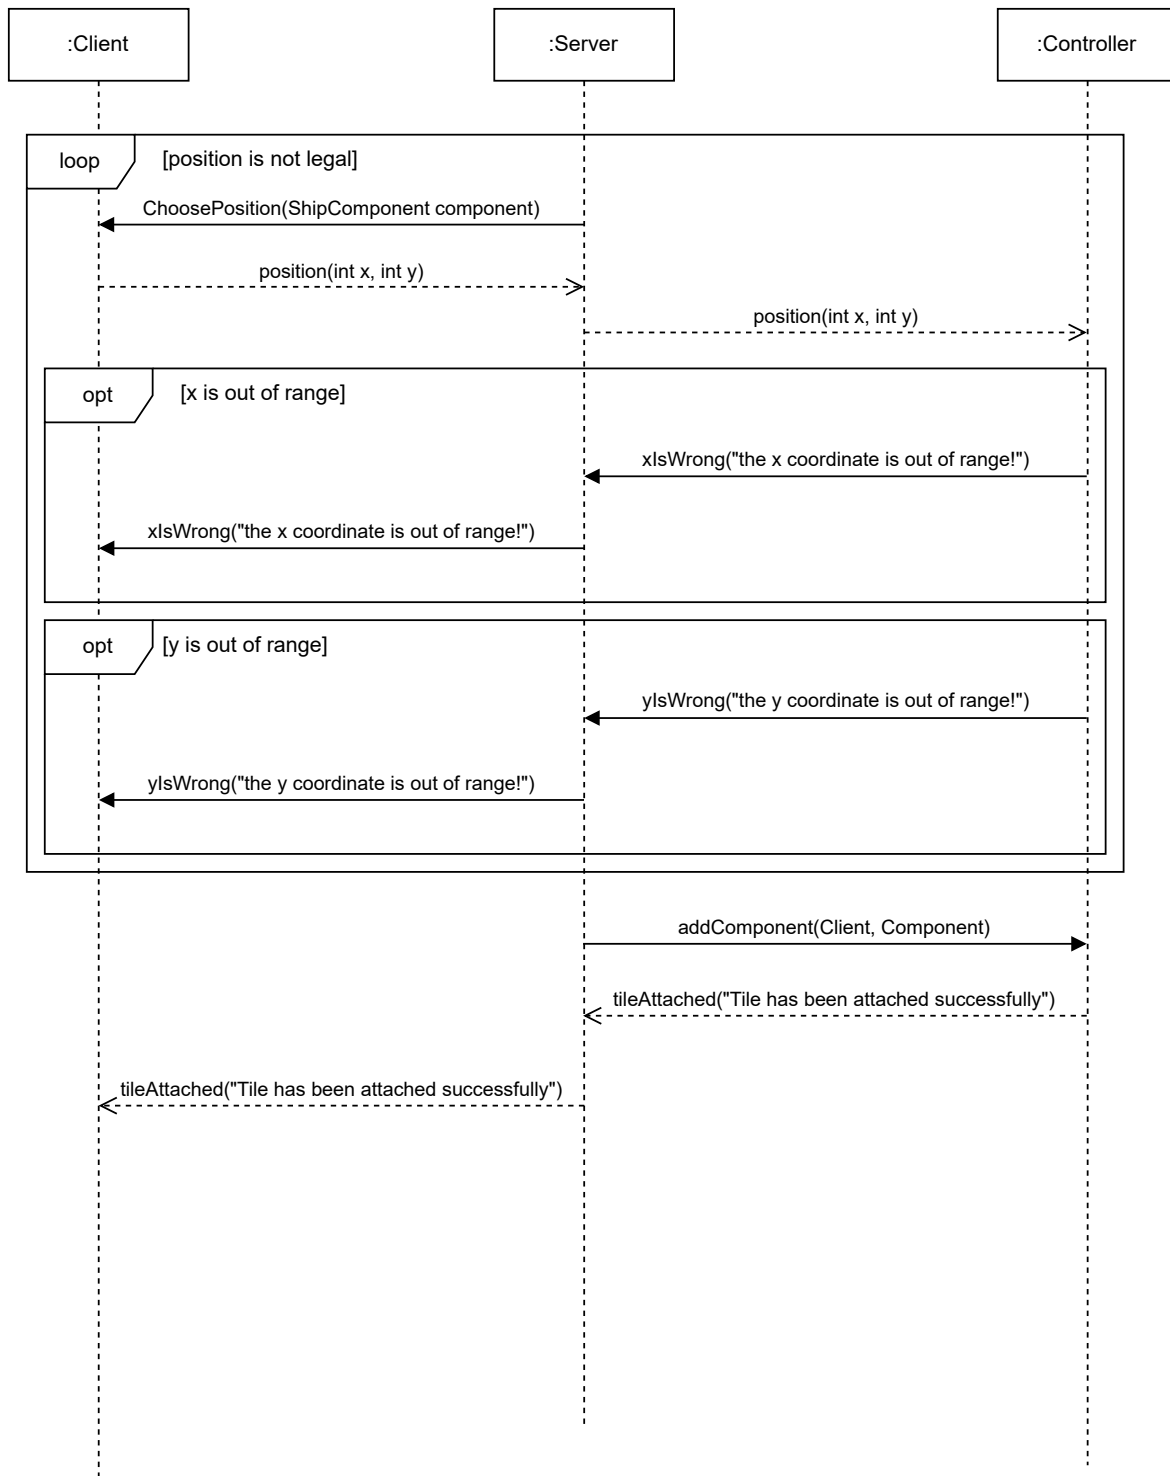 :Client
:Server
:Controller
loop
[position is not legal]
ChoosePosition(ShipComponent component)
position(int x, int y)
position(int x, int y)
opt
[x is out of range]
xIsWrong("the x coordinate is out of range!")
xIsWrong("the x coordinate is out of range!")
opt
[y is out of range]
yIsWrong("the y coordinate is out of range!")
yIsWrong("the y coordinate is out of range!")
addComponent(Client, Component)
tileAttached("Tile has been attached successfully")
tileAttached("Tile has been attached successfully")